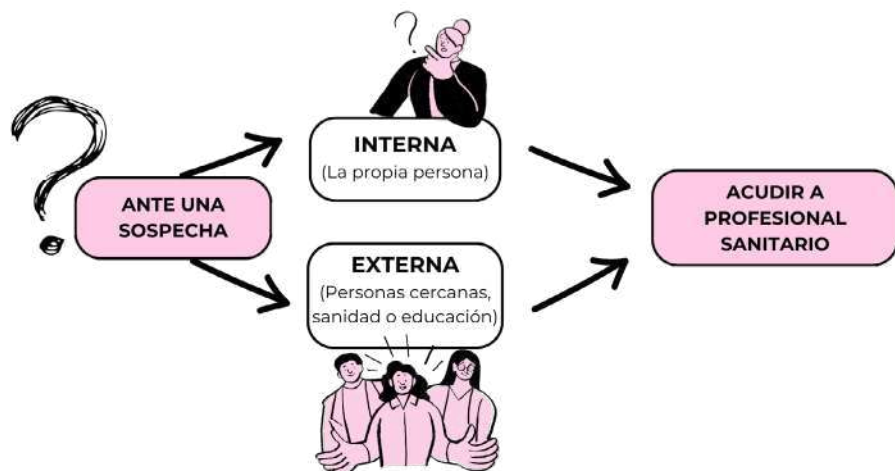 ANTE UNA
SOSPECHA
INTERNA
(La propia persona)
EXTERNA
(Personas cercanas,
sanidad o educación)
ACUDIR A
PROFESIONAL
SANITARIO